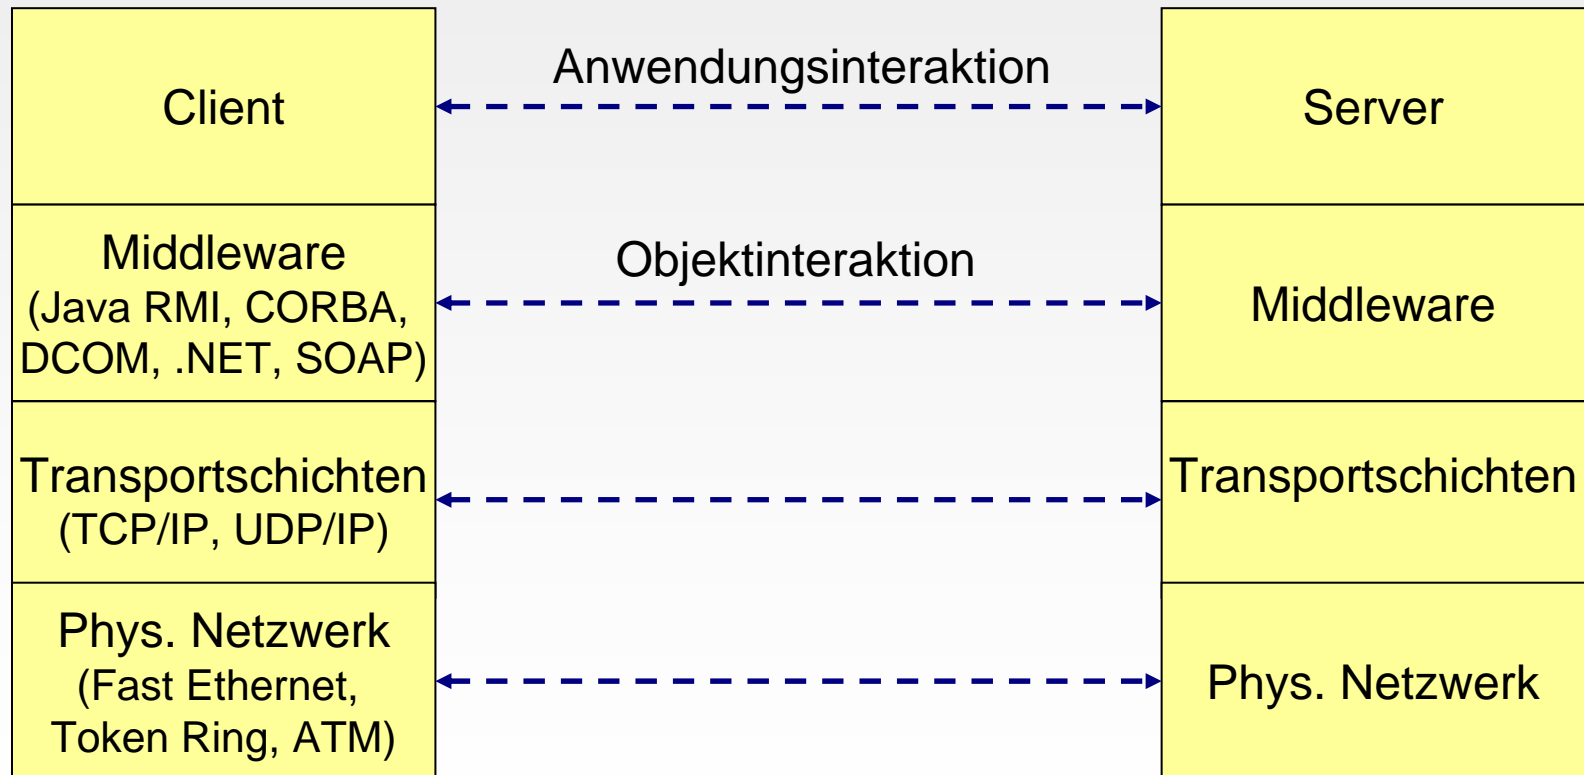 Client
Anwendungsinteraktion
Server
Middleware
(Java RMI, CORBA,
DCOM, .NET, SOAP)
Objektinteraktion
Middleware
Transportschichten
(TCP/IP, UDP/IP)
Transportschichten
Phys. Netzwerk
(Fast Ethernet,
Token Ring, ATM)
Phys. Netzwerk